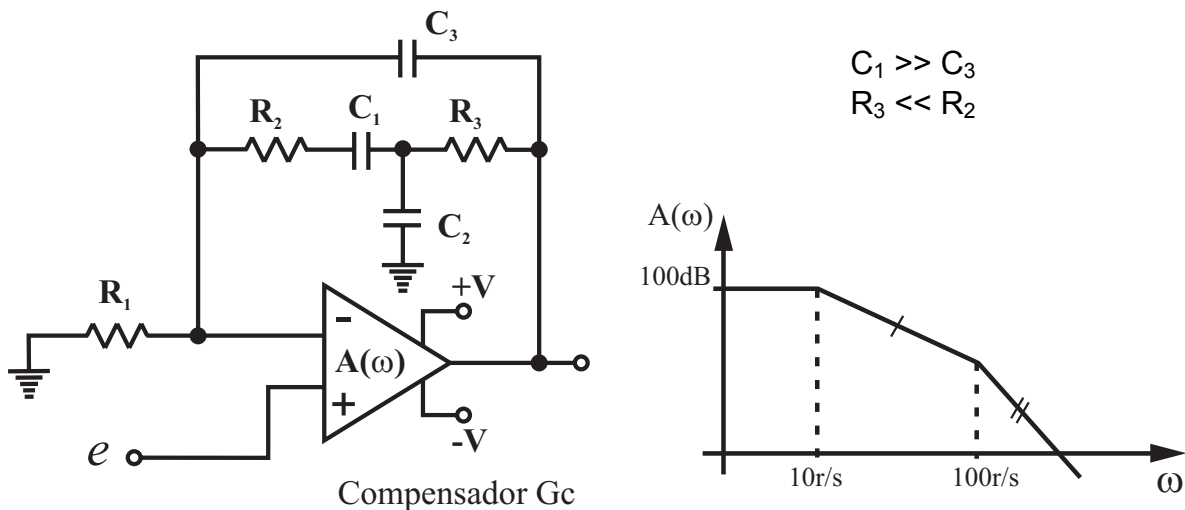 C₃
C₁ >> C₃
R₃ << R₂
R₂
C₁
R₃
C₂
R₁
+V
-
A(ω)
+
-V
e
Compensador Gc
A(ω)
100dB
10r/s
100r/s
ω